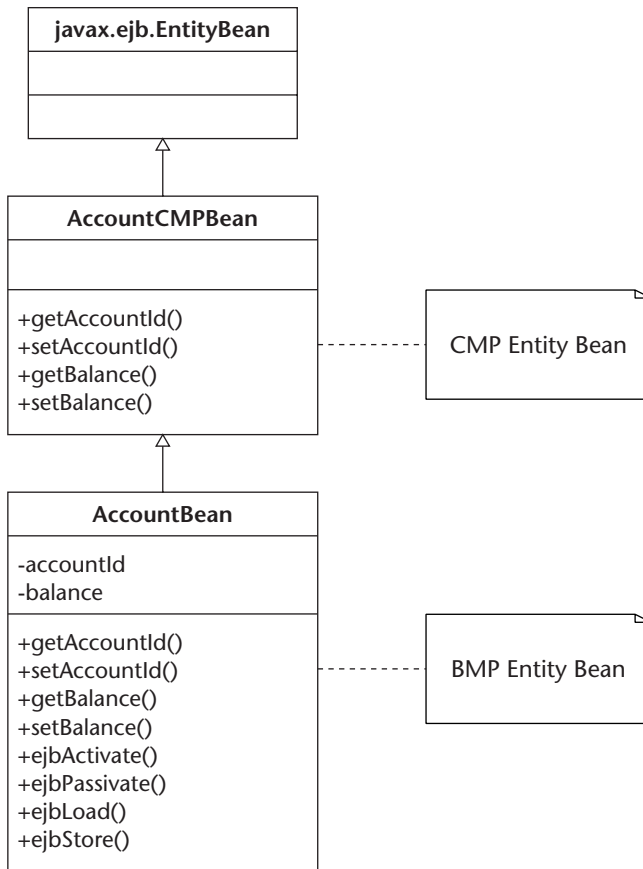 javax.ejb.EntityBean
AccountCMPBean
+getAccountId()
+setAccountId()
+getBalance()
+setBalance()
CMP Entity Bean
AccountBean
-accountId
-balance
+getAccountId()
+setAccountId()
+getBalance()
+setBalance()
+ejbActivate()
+ejbPassivate()
+ejbLoad()
+ejbStore()
BMP Entity Bean